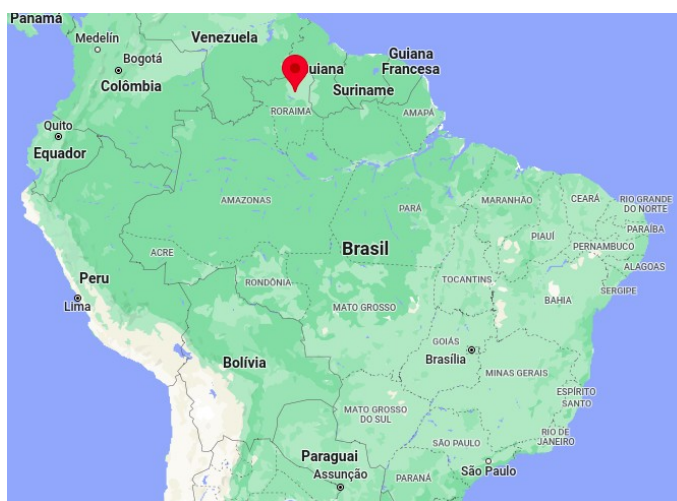 Panamá
Medelín
Bogotá
Colômbia
Venezuela
uiana
Guiana
Francesa
Suriname
RORAIMA
AMAPÁ
Quito
Equador
AMAZONAS
PARÁ
MARANHÃO
CEARÁ
RIO GRANDE
DO NORTE
PARAÍBA
PIAUÍ
PERNAMBUCO
ALAGOAS
SERGIPE
Brasil
ACRE
Peru
Lima
RONDÔNIA
TOCANTINS
MATO GROSSO
BAHIA
GOIÁS
Brasília
Bolívia
MINAS GERAIS
ESPÍRITO
SANTO
MATO GROSSO
DO SUL
RIO DE
JANEIRO
SÃO PAULO
São Paulo
Paraguai
Assunção
PARANÁ